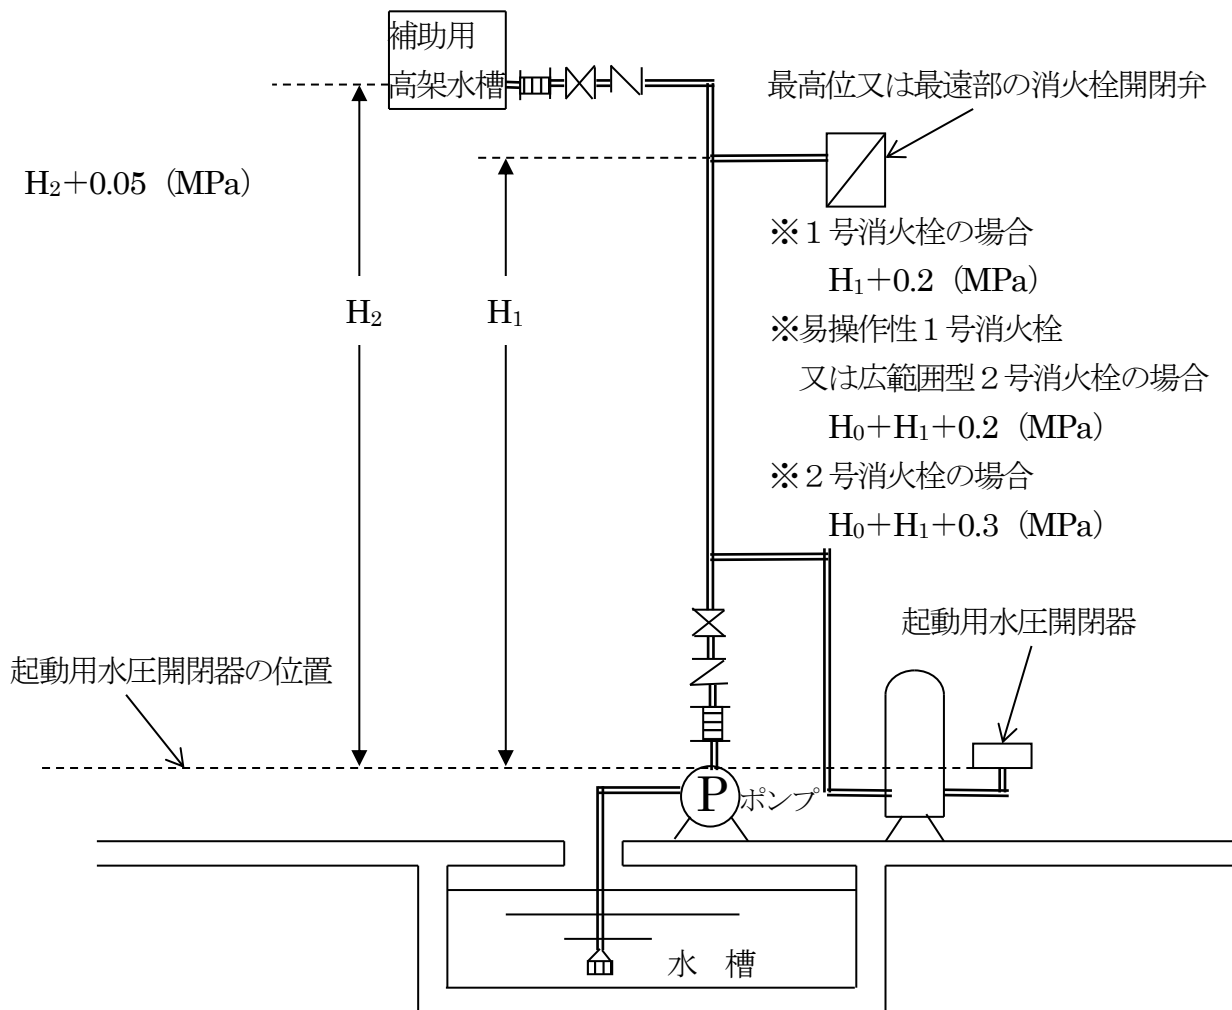 補助用
高架水槽
最高位又は最遠部の消火栓開閉弁
H₂＋0.05（MPa）
※１号消火栓の場合
H₁＋0.2（MPa）
H₂
H₁
※易操作性１号消火栓
又は広範囲型２号消火栓の場合
H₀＋H₁＋0.2（MPa）
※２号消火栓の場合
H₀＋H₁＋0.3（MPa）
起動用水圧開閉器
起動用水圧開閉器の位置
P
ポンプ
水　槽